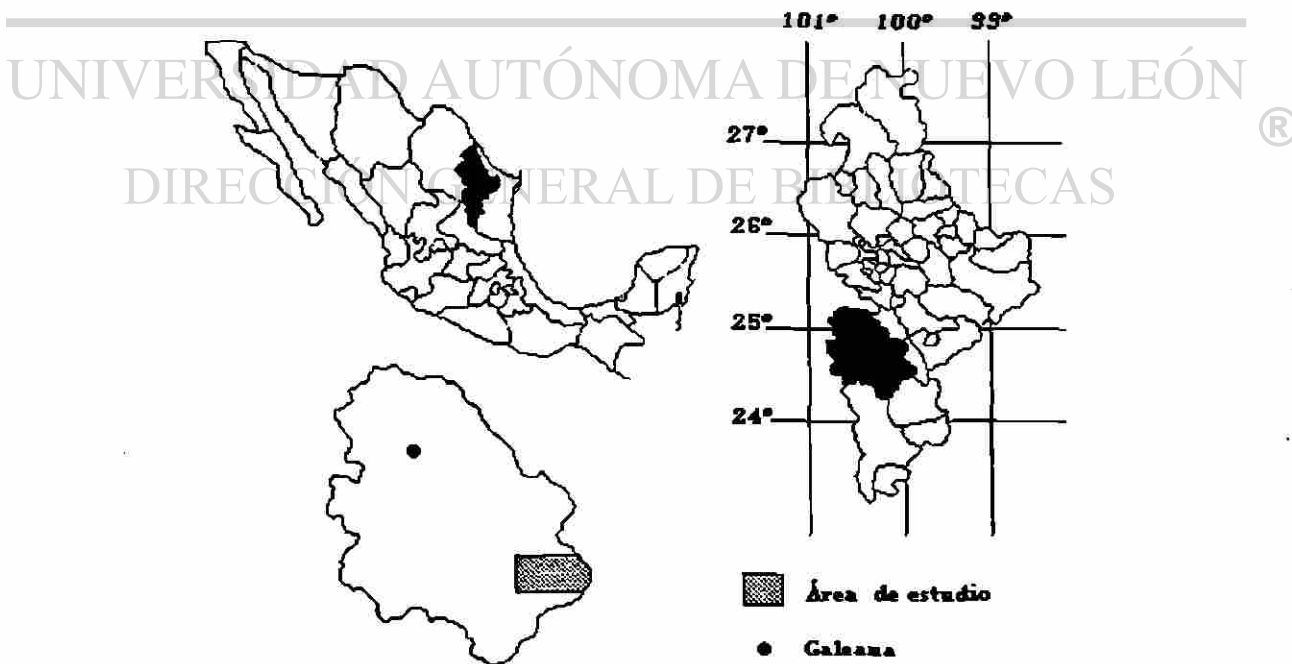 101° 100° 99°
UNIVERSIDAD AUTÓNOMA DE NUEVO LEÓN
®
27°
DIRECCIÓN GENERAL DE BIBLIOTECAS
26°
25°
24°
Área de estudio
Galeana